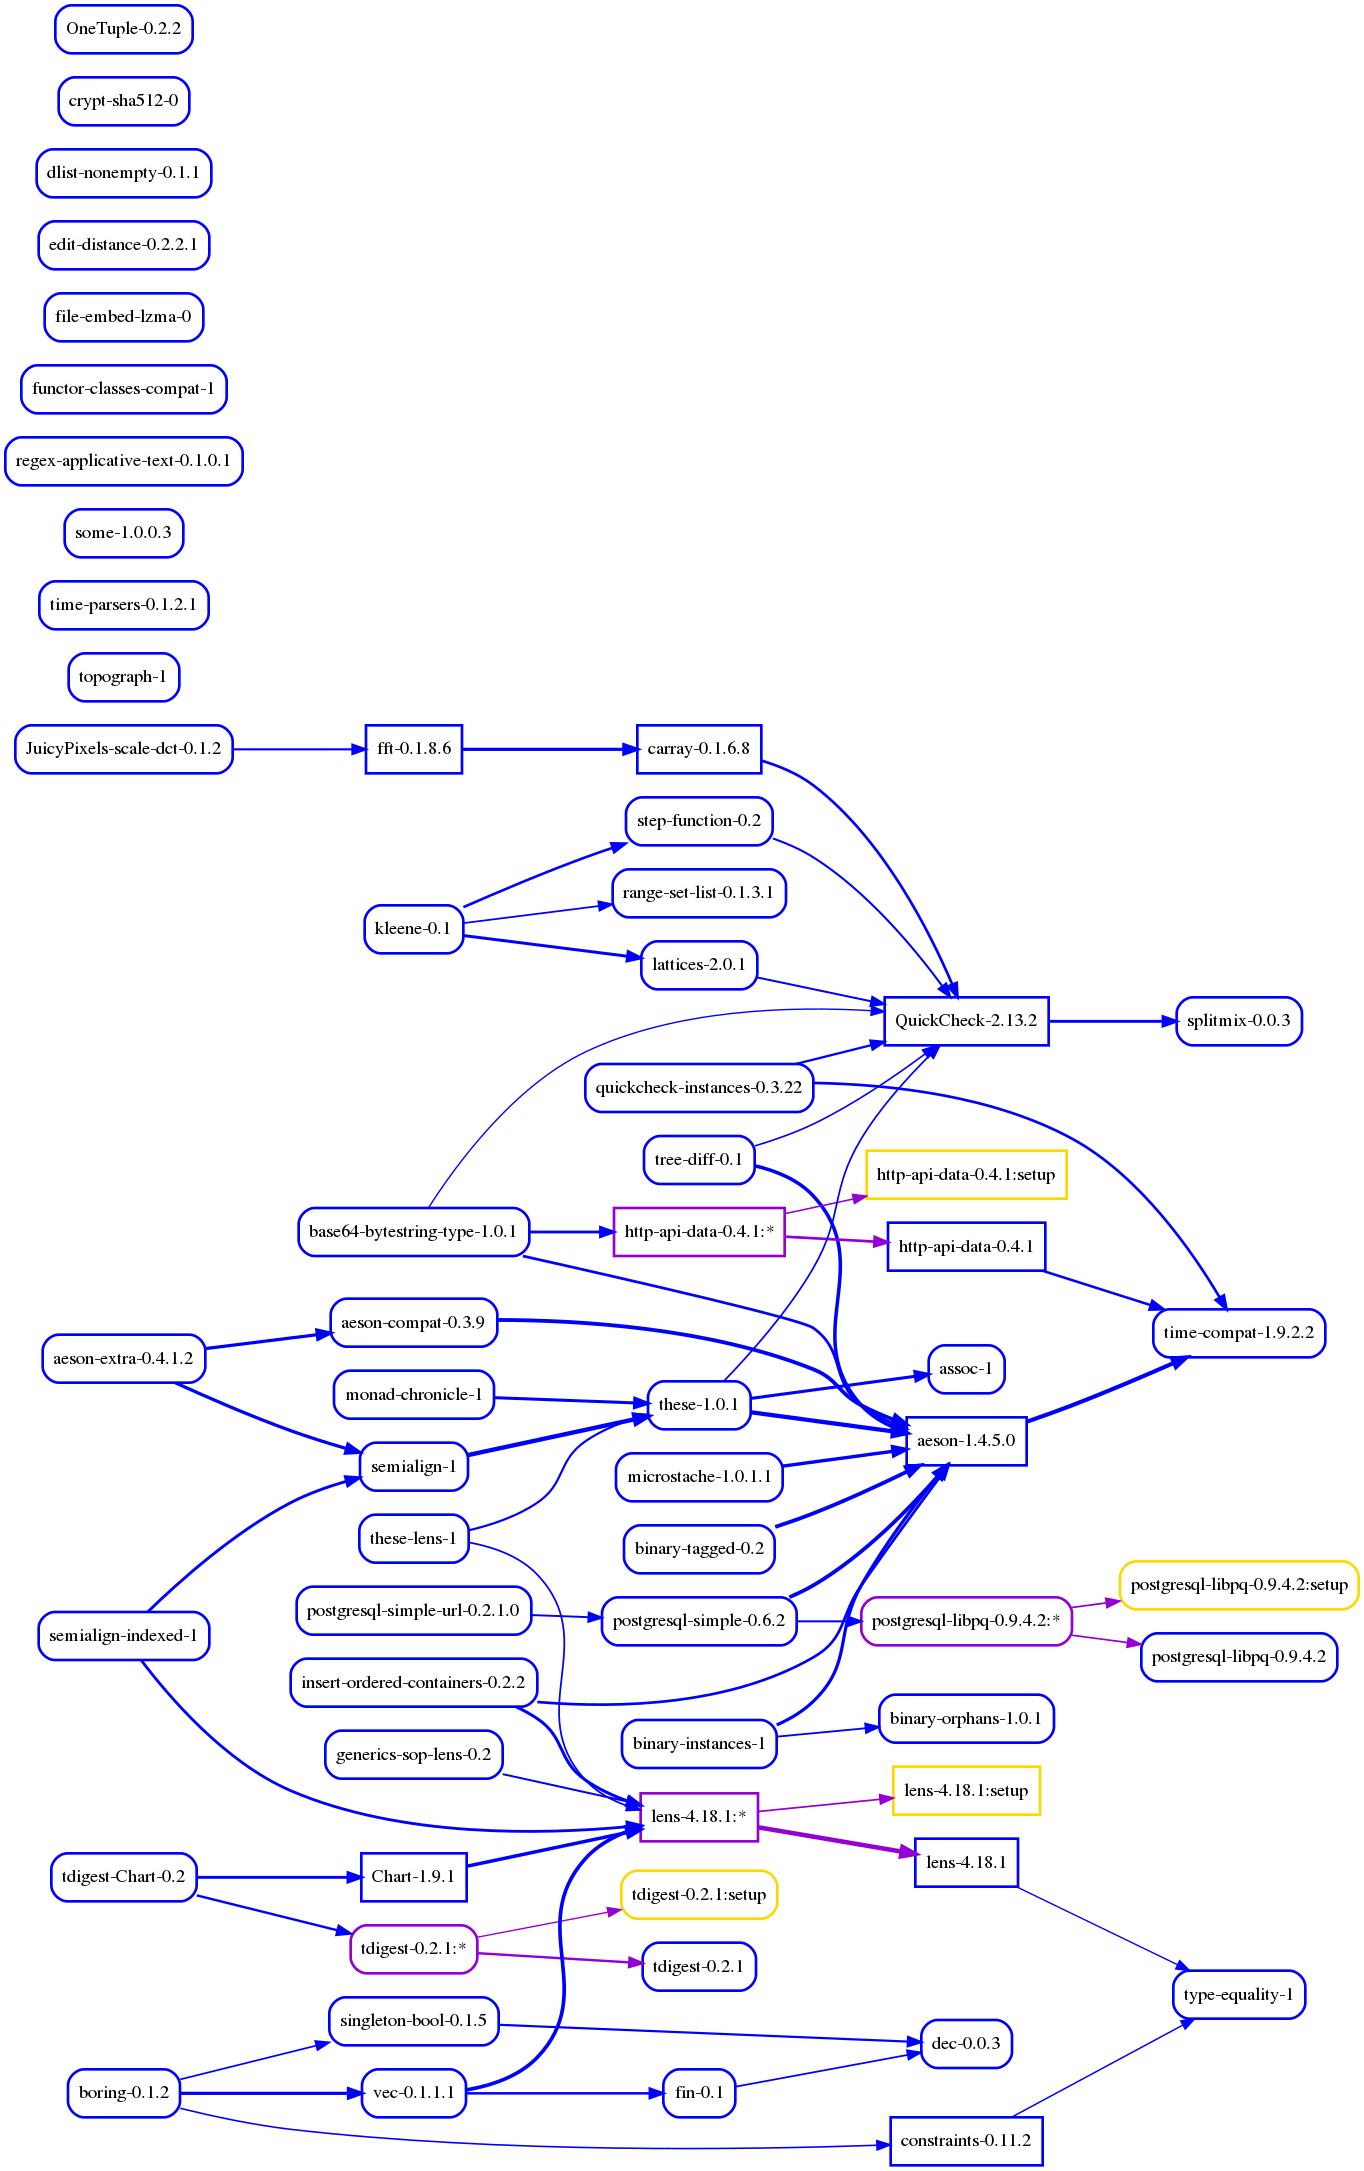 OneTuple-0.2.2
crypt-sha512-0
dlist-nonempty-0.1.1
edit-distance-0.2.2.1
file-embed-lzma-0
functor-classes-compat-1
regex-applicative-text-0.1.0.1
some-1.0.0.3
time-parsers-0.1.2.1
topograph-1
JuicyPixels-scale-dct-0.1.2
fft-0.1.8.6
carray-0.1.6.8
step-function-0.2
range-set-list-0.1.3.1
kleene-0.1
lattices-2.0.1
QuickCheck-2.13.2
splitmix-0.0.3
quickcheck-instances-0.3.22
tree-diff-0.1
http-api-data-0.4.1:setup
base64-bytestring-type-1.0.1
http-api-data-0.4.1:*
http-api-data-0.4.1
aeson-compat-0.3.9
time-compat-1.9.2.2
aeson-extra-0.4.1.2
assoc-1
monad-chronicle-1
these-1.0.1
aeson-1.4.5.0
semialign-1
microstache-1.0.1.1
these-lens-1
binary-tagged-0.2
postgresql-libpq-0.9.4.2:setup
postgresql-simple-url-0.2.1.0
postgresql-simple-0.6.2
postgresql-libpq-0.9.4.2:*
semialign-indexed-1
postgresql-libpq-0.9.4.2
insert-ordered-containers-0.2.2
binary-orphans-1.0.1
binary-instances-1
generics-sop-lens-0.2
lens-4.18.1:setup
lens-4.18.1:*
lens-4.18.1
tdigest-Chart-0.2
Chart-1.9.1
tdigest-0.2.1:setup
tdigest-0.2.1:*
tdigest-0.2.1
type-equality-1
singleton-bool-0.1.5
dec-0.0.3
boring-0.1.2
vec-0.1.1.1
fin-0.1
constraints-0.11.2